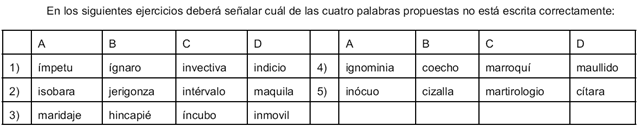 En los siguientes ejercicios deberá señalar cuál de las cuatro palabras propuestas no está escrita correctamente:
A B C D A B C D
1) ímpetu ígnaro invectiva indicio 4) ignominia coecho marroquí maullido
2) isobara jerigonza intérvalo maquila 5) inócuo cizalla martirologio cítara
3) maridaje hincapié íncubo inmovil